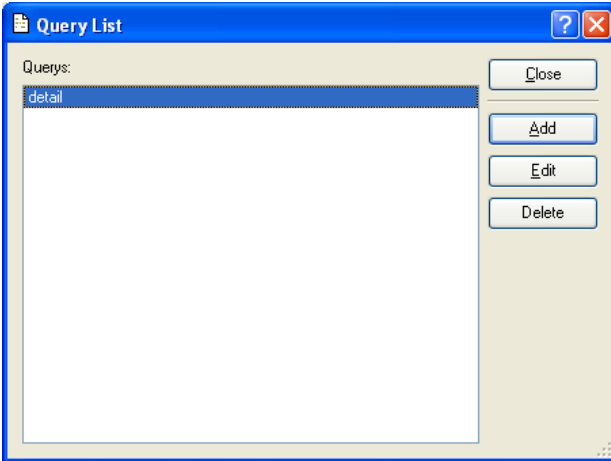 Query List
Querys:
detail
Close
Add
Edit
Delete